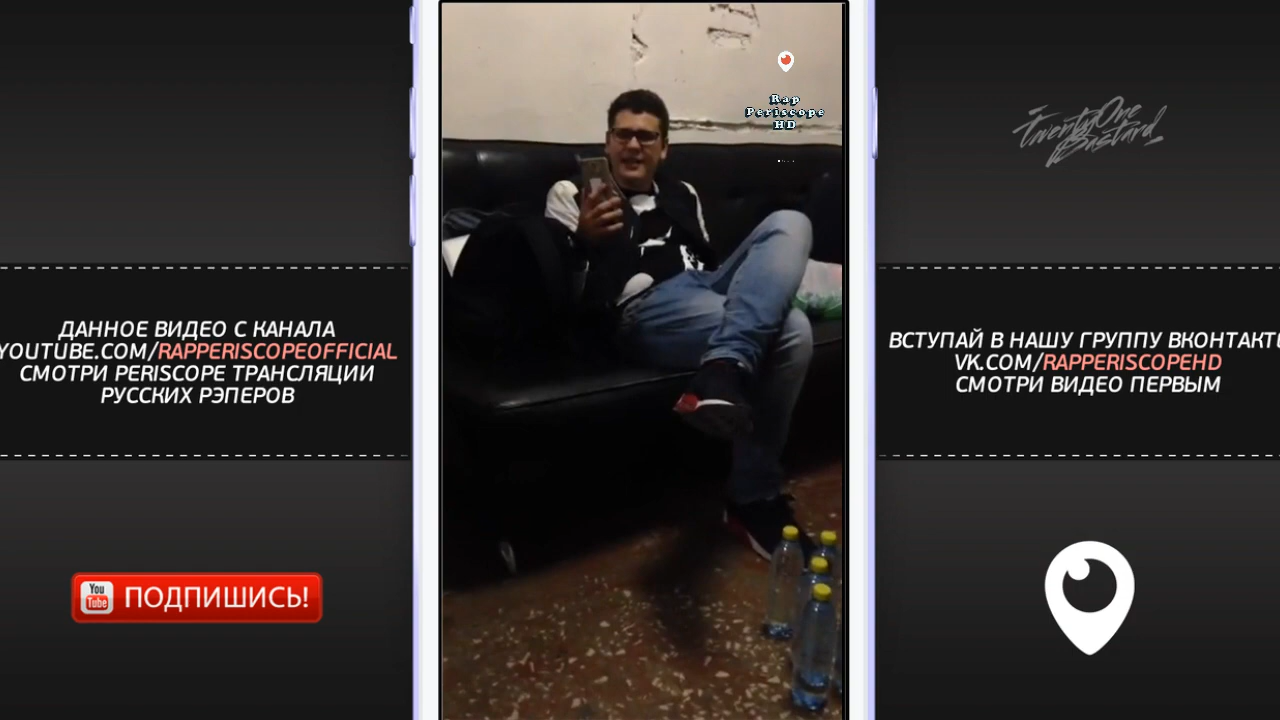 ДАННОЕ ВИДЕО С КАНАЛА
YOUTUBE.COM/RAPPERISCOPEOFFICIAL
СМОТРИ PERISCOPE ТРАНСЛЯЦИИ
РУССКИХ РЭПЕРОВ
You
Tube
ПОДПИШИСЬ!
Rap
Periscope
HD
TwentyOne
Bastard
ВСТУПАЙ В НАШУ ГРУППУ ВКОНТАКТЕ
VK.COM/RAPPERISCOPEHD
СМОТРИ ВИДЕО ПЕРВЫМ